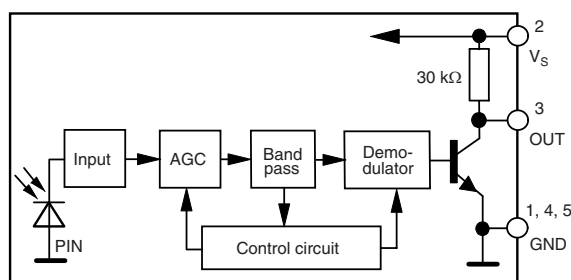 2
V_S
30 kΩ
3
OUT
Input
AGC
Band
pass
Demo-
dulator
1, 4, 5
GND
PIN
Control circuit